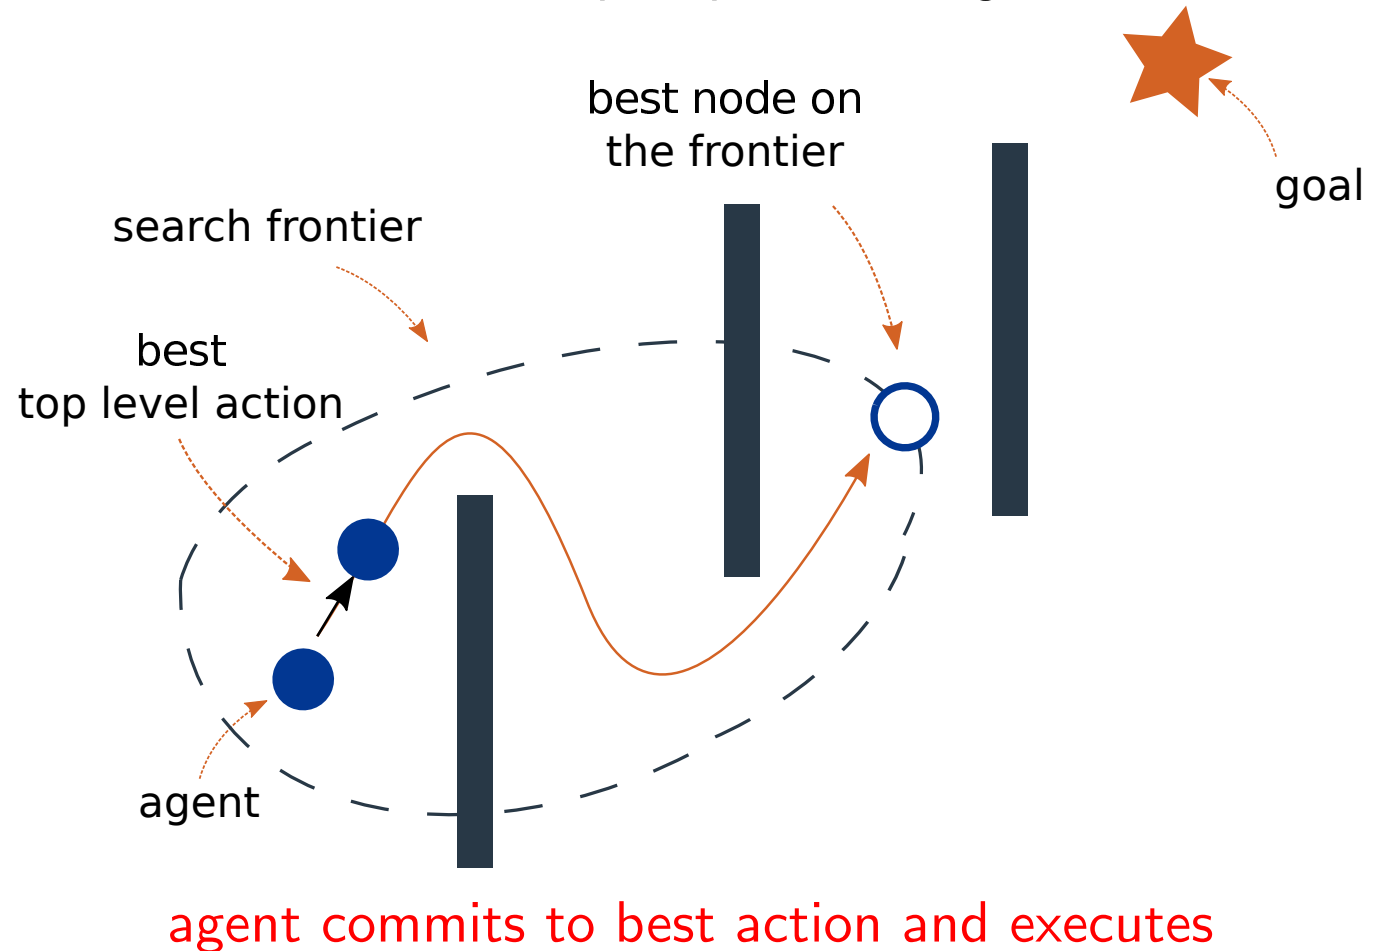 best node on
the frontier
goal
search frontier
best
top level action
agent
agent commits to best action and executes